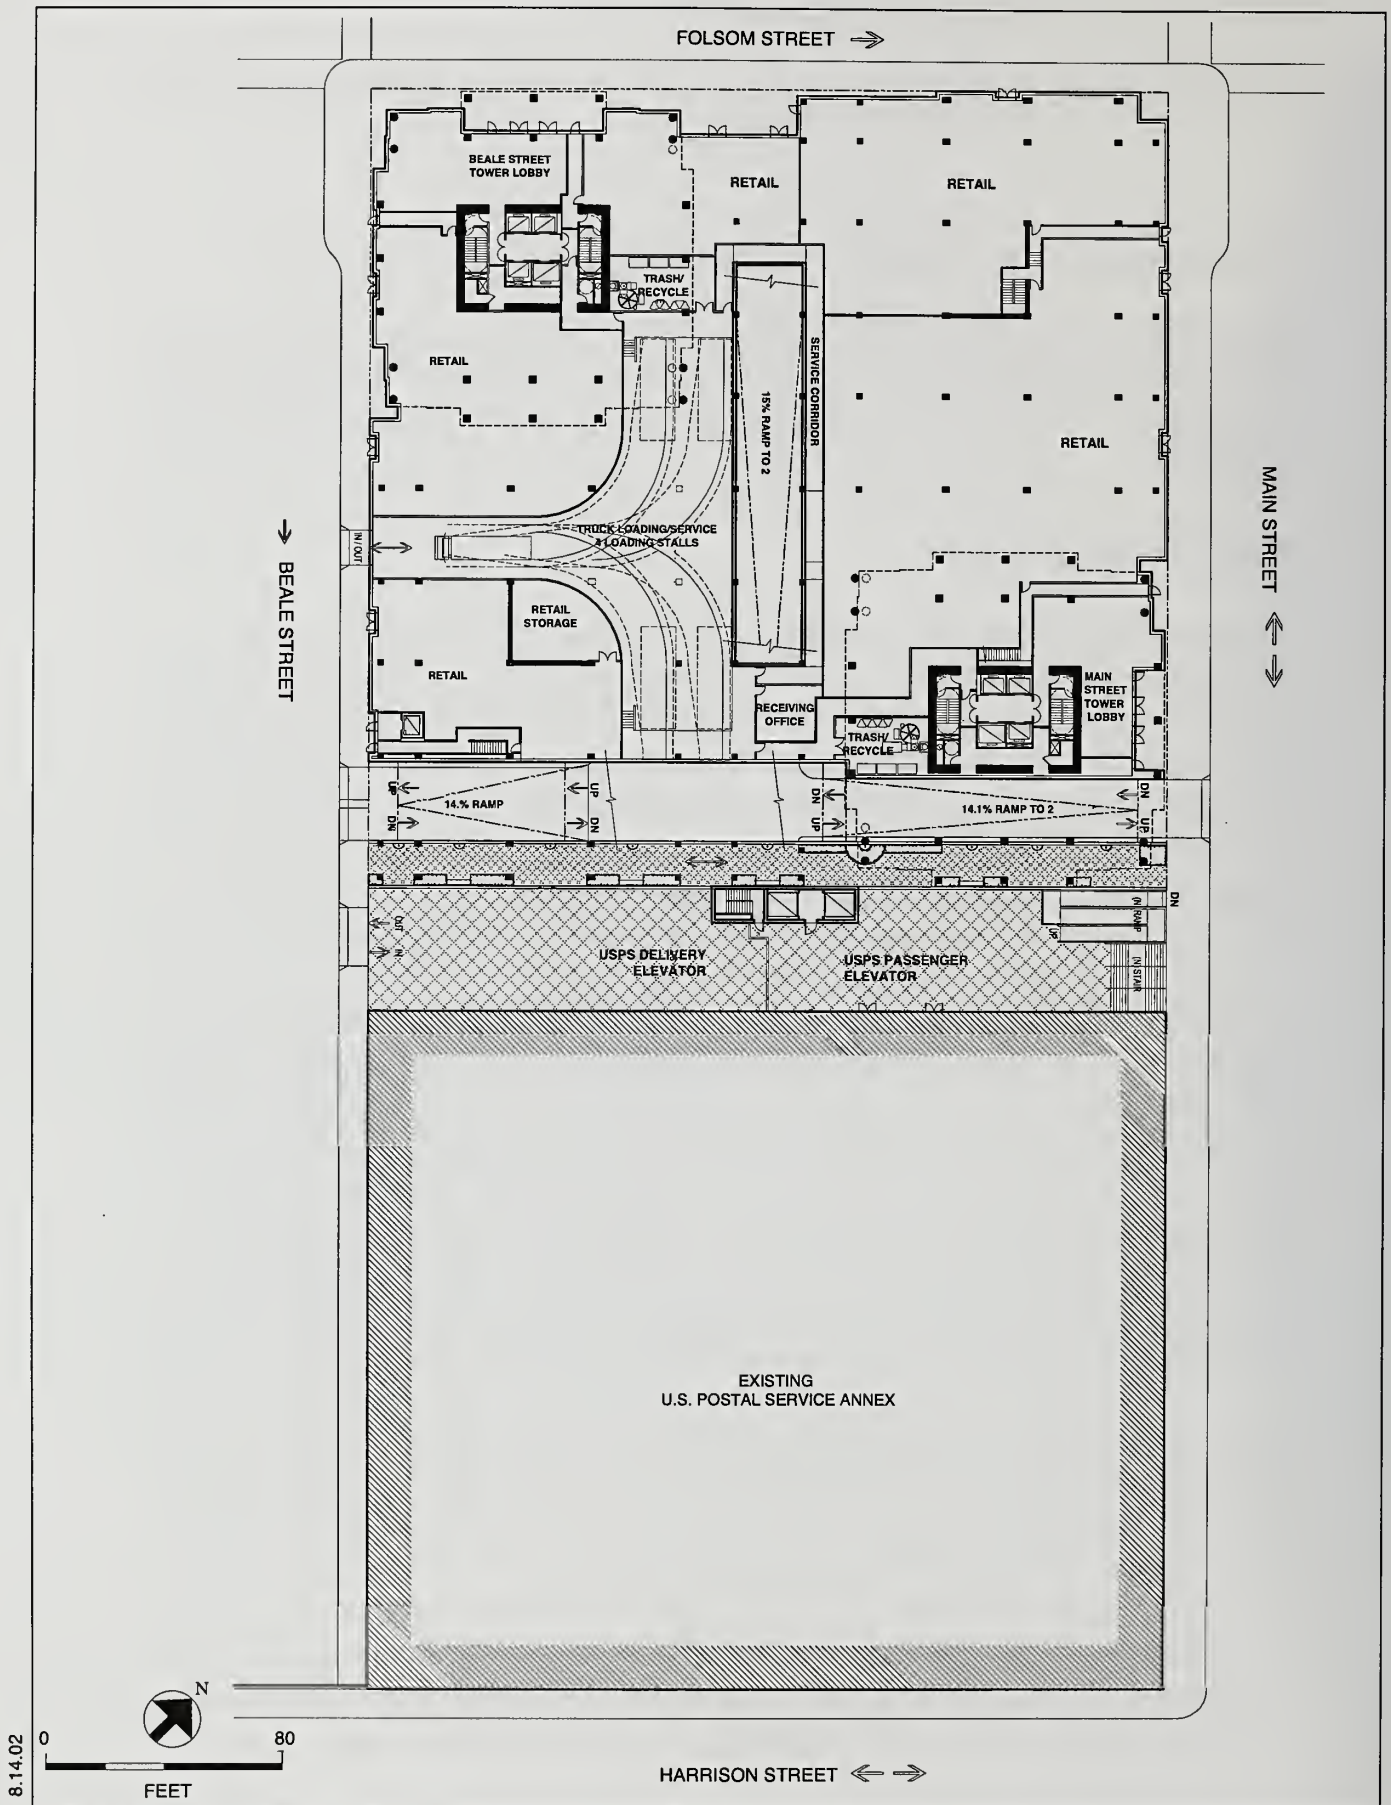 FOLSOM STREET
BEALE STREET
TOWER LOBBY
RETAIL
RETAIL
TRASH/
RECYCLE
RETAIL
15% RAMP TO 2
SERVICE CORRIDOR
RETAIL
MAIN STREET
BEALE STREET
IN / OUT
TRUCK LOADING/SERVICE
4 LOADING STALLS
RETAIL
STORAGE
RETAIL
RECEIVING
OFFICE
TRASH/
RECYCLE
MAIN
STREET
TOWER
LOBBY
UP
DN
14.% RAMP
UP
DN
DN
UP
14.1% RAMP TO 2
DN
UP
OUT
IN
USPS DELIVERY
ELEVATOR
USPS PASSENGER
ELEVATOR
DN
UP
(N) RAMP
(N) STAIR
EXISTING
U.S. POSTAL SERVICE ANNEX
N
0 80
FEET
HARRISON STREET
8.14.02